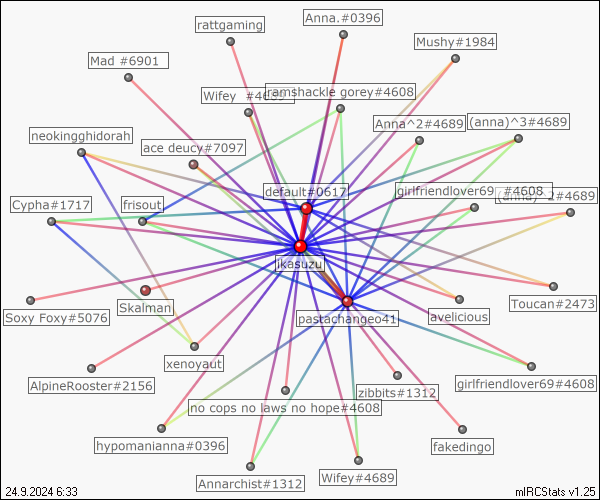 rattgaming
Anna.#0396
Mushy#1984
Mad #6901
Wifey #4689
ramshackle gorey#4608
neokingghidorah
ace deucy#7097
Anna^2#4689
(anna)^3#4689
default#0617
girlfriendlover69 #4608
2#4689
Cypha#1717
frisout
ikasuzu
Soxy Foxy#5076
Skalman
pastachangeo41
avelicious
Toucan#2473
xenoyaut
AlpineRooster#2156
zibbits#1312
girlfriendlover69#4608
no cops no laws no hope#4608
hypomanianna#0396
fakedingo
Annarchist#1312
Wifey#4689
24.9.2024 6:33
mIRCStats v1.25